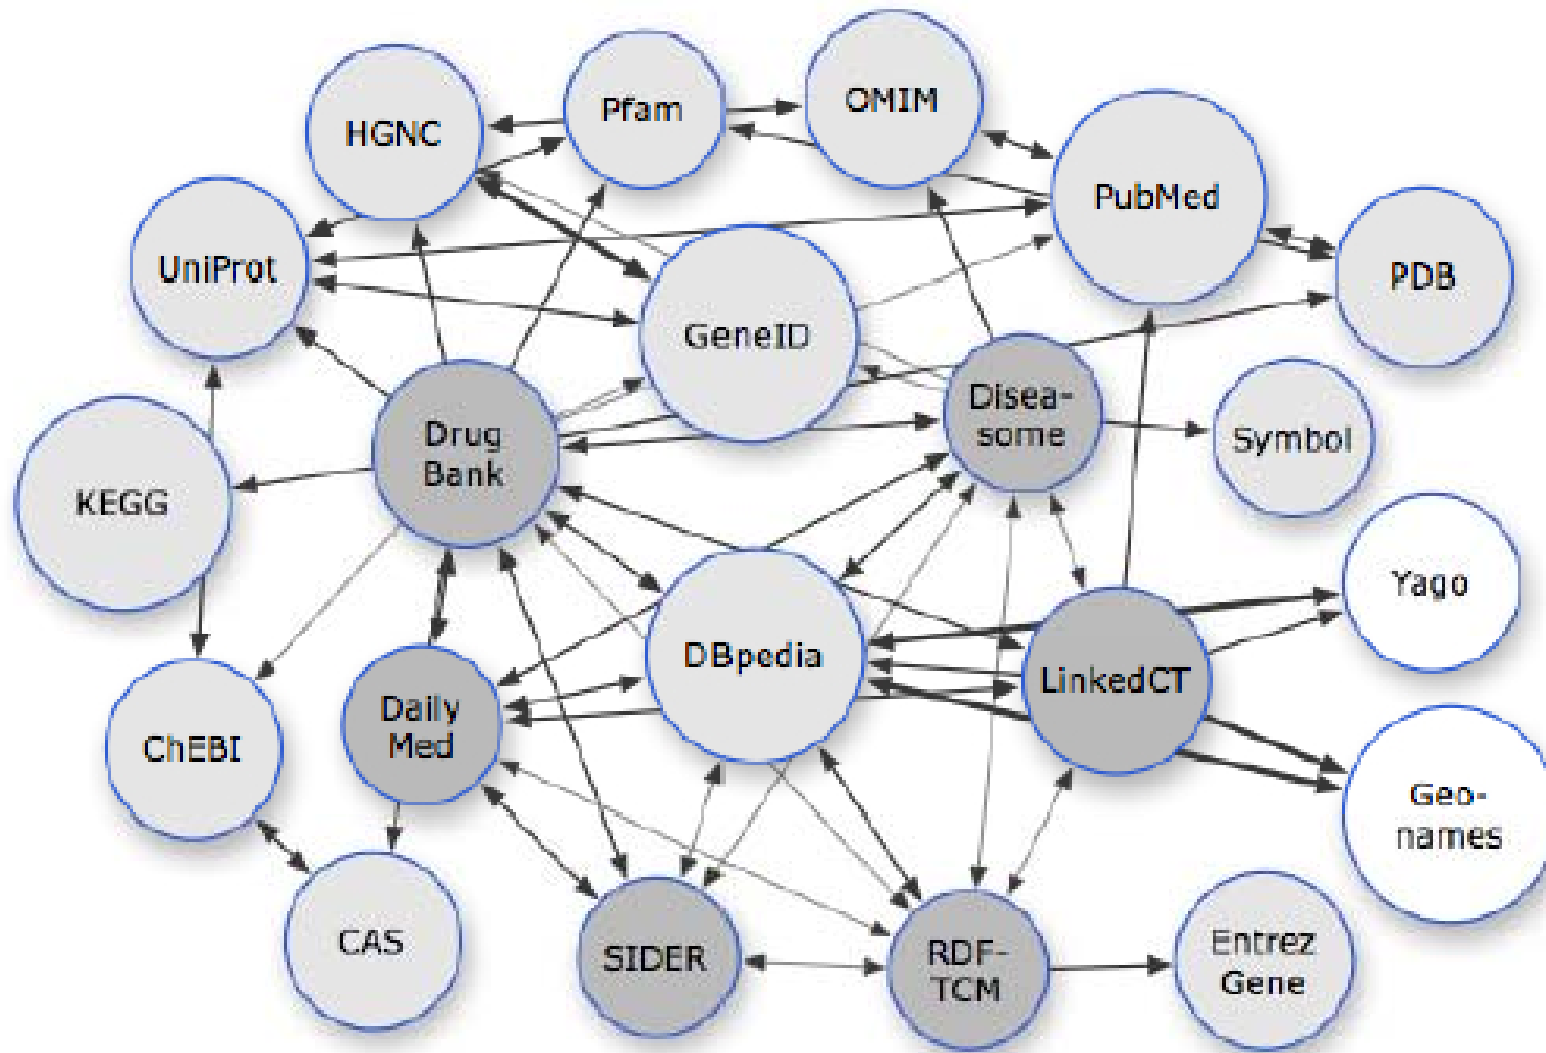 HGNC
Pfam
OMIM
PubMed
UniProt
GeneID
PDB
Drug
Bank
Disea-
some
Symbol
KEGG
Yago
DBpedia
LinkedCT
Daily
Med
ChEBI
Geo-
names
CAS
SIDER
RDF-
TCM
Entrez
Gene